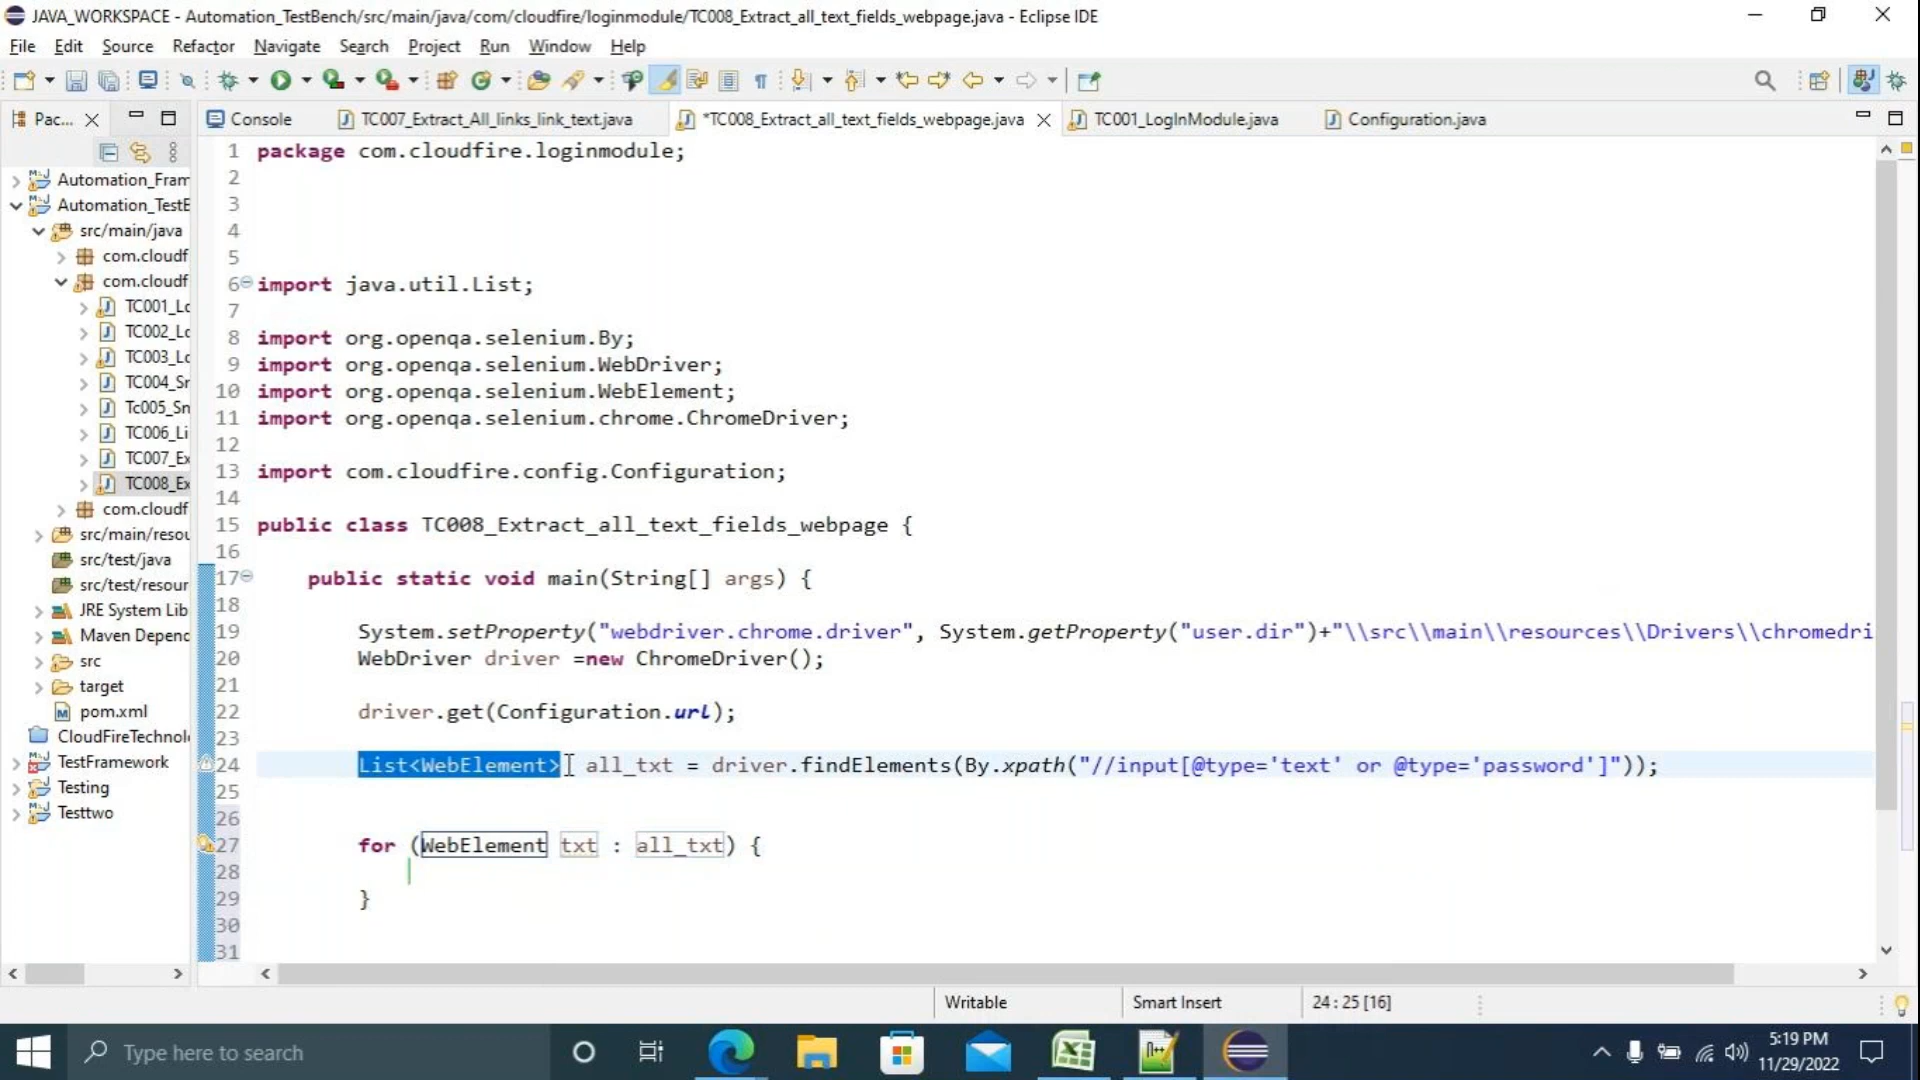 JAVA_WORKSPACE - Automation_TestBench/src/main/java/com/cloudfire/loginmodule/TC008_Extract_all_text_fields_webpage.java - Eclipse IDE
File Edit Source Refactor Navigate Search Project Run Window Help
Pac... Console TC007_Extract_All_links_link_text.java *TC008_Extract_all_text_fields_webpage.java TC001_LogInModule.java Configuration.java
Automation_Fram
Automation_TestB
src/main/java
com.cloudf
com.cloudf
TC001_Lo
TC002_Lo
TC003_Lo
TC004_Sr
Tc005_Sn
TC006_Li
TC007_Ex
TC008_Ex
com.cloudf
src/main/resou
src/test/java
src/test/resour
JRE System Lib
Maven Depend
src
target
pom.xml
CloudFireTechnol
TestFramework
Testing
Testtwo
1 package com.cloudfire.loginmodule;
2
3
4
5
6 import java.util.List;
7
8 import org.openqa.selenium.By;
9 import org.openqa.selenium.WebDriver;
10 import org.openqa.selenium.WebElement;
11 import org.openqa.selenium.chrome.ChromeDriver;
12
13 import com.cloudfire.config.Configuration;
14
15 public class TC008_Extract_all_text_fields_webpage {
16
17 public static void main(String[] args) {
18
19 System.setProperty("webdriver.chrome.driver", System.getProperty("user.dir")+"\\src\\main\\resources\\Drivers\\chromedri
20 WebDriver driver =new ChromeDriver();
21
22 driver.get(Configuration.url);
23
24 List<WebElement> all_txt = driver.findElements(By.xpath("//input[@type='text' or @type='password']"));
25
26
27 for (WebElement txt : all_txt) {
28
29 }
30
31
Writable Smart Insert 24 : 25 [16]
Type here to search
5:19 PM
11/29/2022